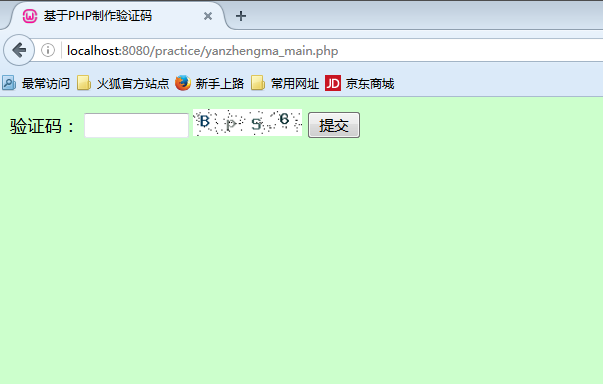 基于PHP制作验证码
localhost:8080/practice/yanzhengma_main.php
最常访问 火狐官方站点 新手上路 常用网址 JD 京东商城
验证码： B p s 6 提交